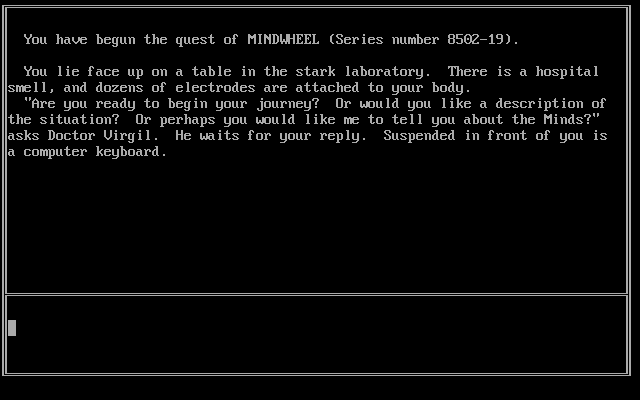 You have begun the quest of MINDWHEEL (Series number 8502-19).
You lie face up on a table in the stark laboratory.  There is a hospital
smell, and dozens of electrodes are attached to your body.
"Are you ready to begin your journey?  Or would you like a description of
the situation?  Or perhaps you would like me to tell you about the Minds?"
asks Doctor Virgil.  He waits for your reply.  Suspended in front of you is
a computer keyboard.